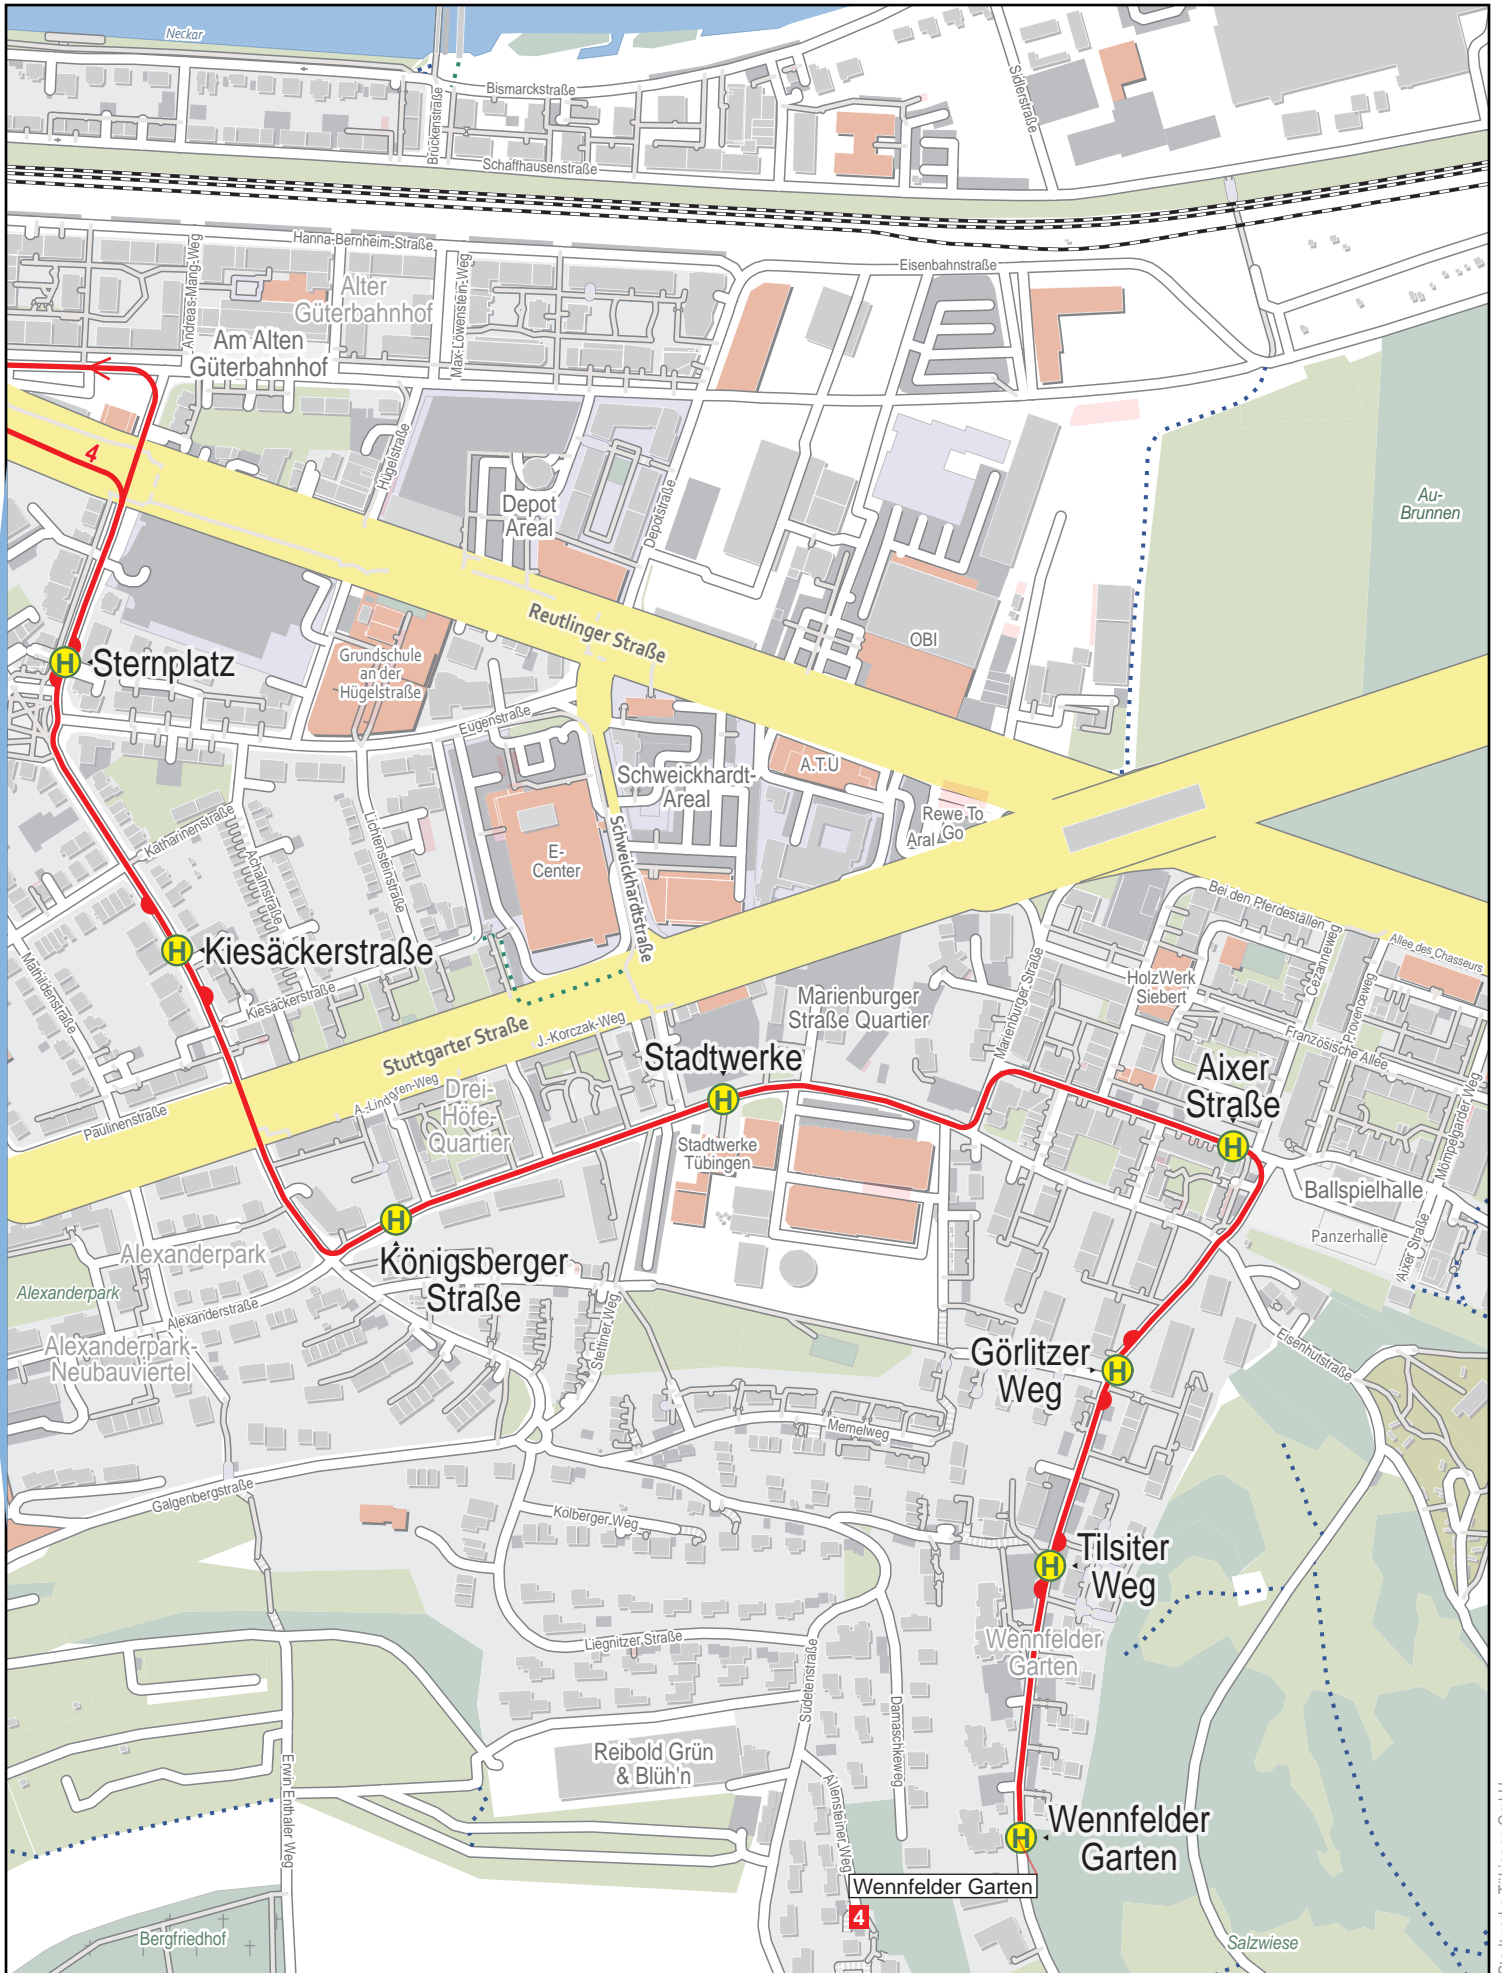 Neckar
Bismarckstraße
Sidlerstraße
Brückenstraße
Schaffhausenstraße
Andreas-Mang-Weg
Hanna-Bernheim-Straße
Max-Löwenstein-Weg
Eisenbahnstraße
Alter
Güterbahnhof
Am Alten
Güterbahnhof
4
Hügelstraße
Depot
Areal
Depotstraße
Au-
Brunnen
Reutlinger Straße
OBI
Sternplatz
Grundschule
an der
Hügelstraße
Eugenstraße
Schweickhardt-
Areal
A.T.U
Rewe To
Go
Aral
Katharinenstraße
Achalmstraße
Lichtensteinstraße
E-
Center
Schweickhardtstraße
Bei den Pferdeställen
Allee des Chasseurs
Cezanneweg
Kiesäckerstraße
Mathildenstraße
Kiesäckerstraße
Marienburger Straße
HolzWerk
Siebert
Provenceweg
Marienburger
Straße Quartier
Französische Allee
Stuttgarter Straße
J.-Korczak-Weg
Stadtwerke
Aixer
Straße
A.-Lindgren-Weg
Drei-
Höfe-
Quartier
Paulinenstraße
Mömpelgarder Weg
Stadtwerke
Tübingen
Ballspielhalle
Panzerhalle
Aixer Straße
Alexanderpark
Königsberger
Straße
Alexanderpark
Alexanderstraße
Stettiner Weg
Eisenhutstraße
Alexanderpark-
Neubauviertel
Görlitzer
Weg
Memelweg
Galgenbergstraße
Kolberger Weg
Tilsiter
Weg
Liegnitzer Straße
Wennfelder
Garten
Sudetenstraße
Damaschkeweg
Reibold Grün
& Blüh'n
Erwin Enthaler Weg
Allensteiner Weg
Wennfelder
Garten
Wennfelder Garten
4
Bergfriedhof
Salzwiese
H
H
H
H
H
H
H
H